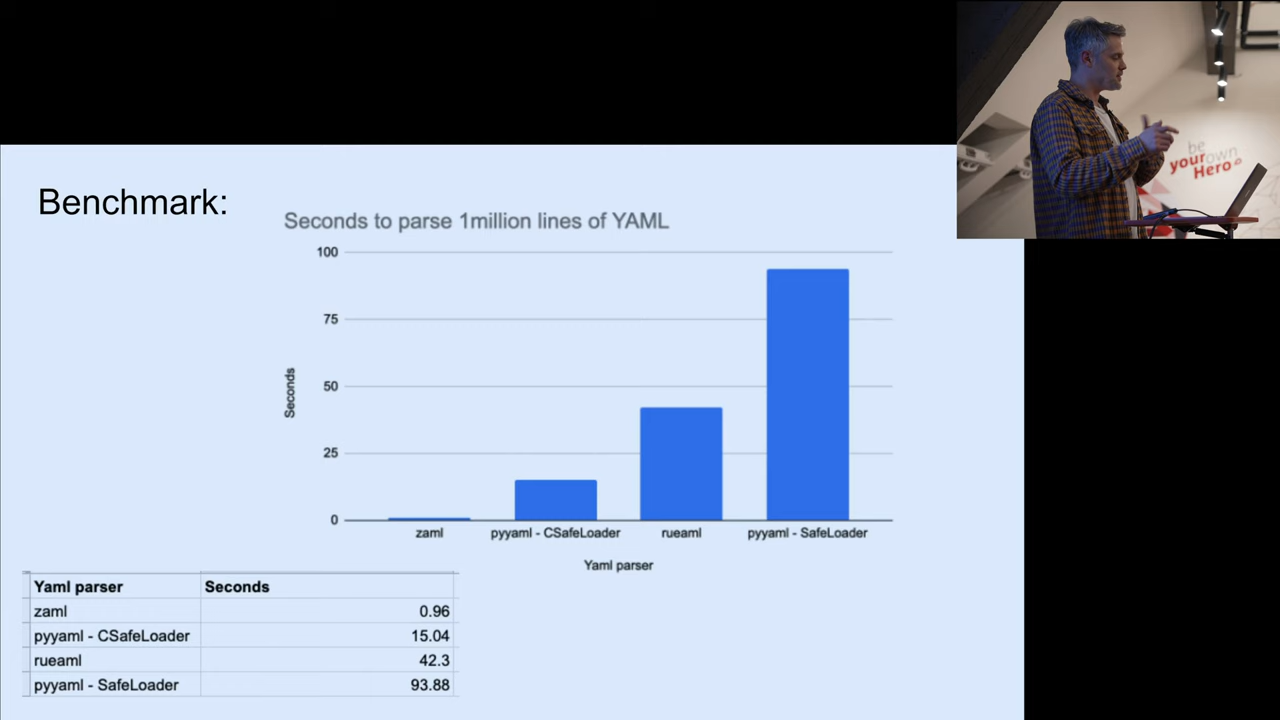 Benchmark:
Seconds to parse 1million lines of YAML
100
75
50
25
0
Seconds
zaml
pyyaml - CSafeLoader
rueaml
pyyaml - SafeLoader
Yaml parser
Yaml parser Seconds
zaml 0.96
pyyaml - CSafeLoader 15.04
rueaml 42.3
pyyaml - SafeLoader 93.88
be
your own
Hero